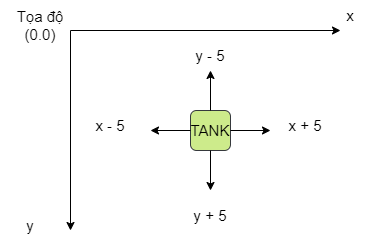 Tọa độ
(0.0)
x
y - 5
x - 5
TANK
x + 5
y + 5
y